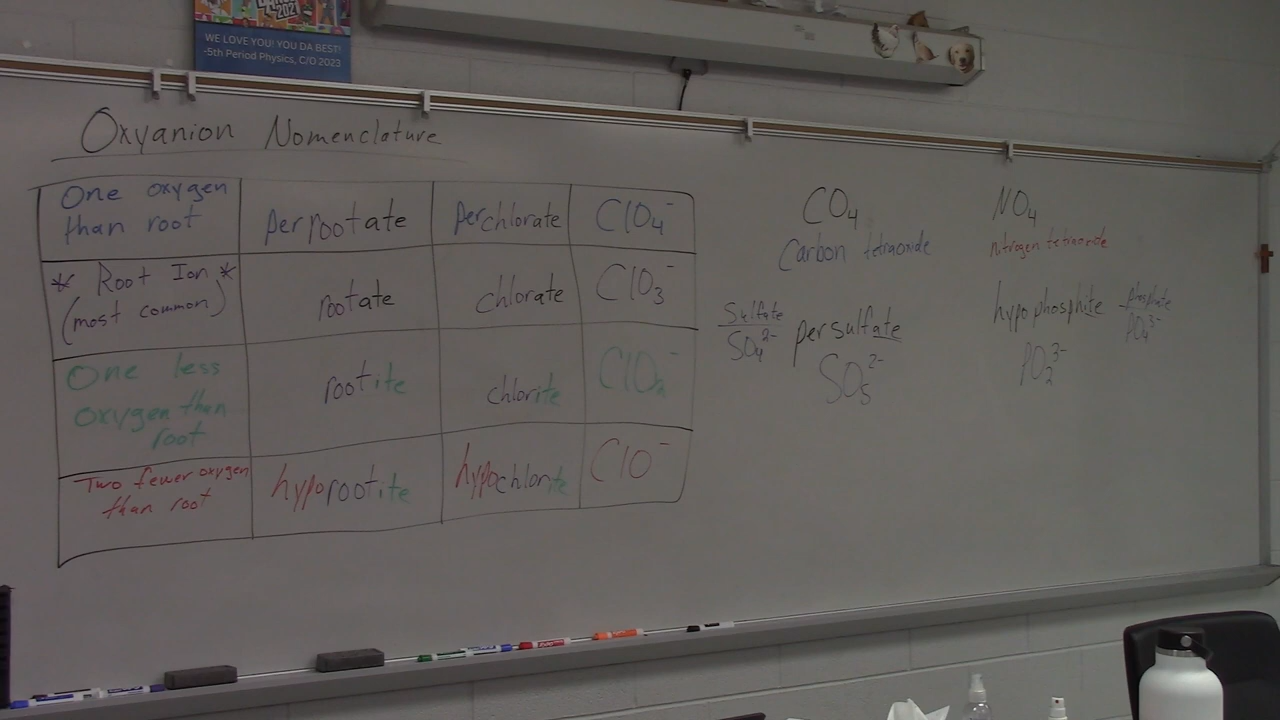 2021
WE LOVE YOU! YOU DA BEST!
-5th Period Physics, C/O 2023
Oxyanion Nomenclature
One oxygen
than root
perrootate
perchlorate
ClO₄⁻
* Root Ion *
(most common)
rootate
chlorate
ClO₃⁻
One less
oxygen than
root
rootite
chlorite
ClO₂⁻
Two fewer oxygen
than root
hyporootite
hypochlorite
ClO⁻
CO₄
Carbon tetraoxide
NO₄
nitrogen tetraoxide
Sulfate
SO₄²⁻
persulfate
SO₅²⁻
hypophosphite
PO₂³⁻
phosphate
PO₄³⁻